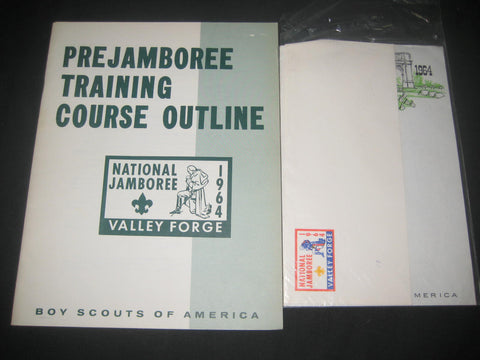 PREJAMBOREE
TRAINING
COURSE OUTLINE
NATIONAL
JAMBOREE
1964
VALLEY FORGE
BOY SCOUTS OF AMERICA
1964
NATIONAL
JAMBOREE
1964
VALLEY FORGE
MERICA